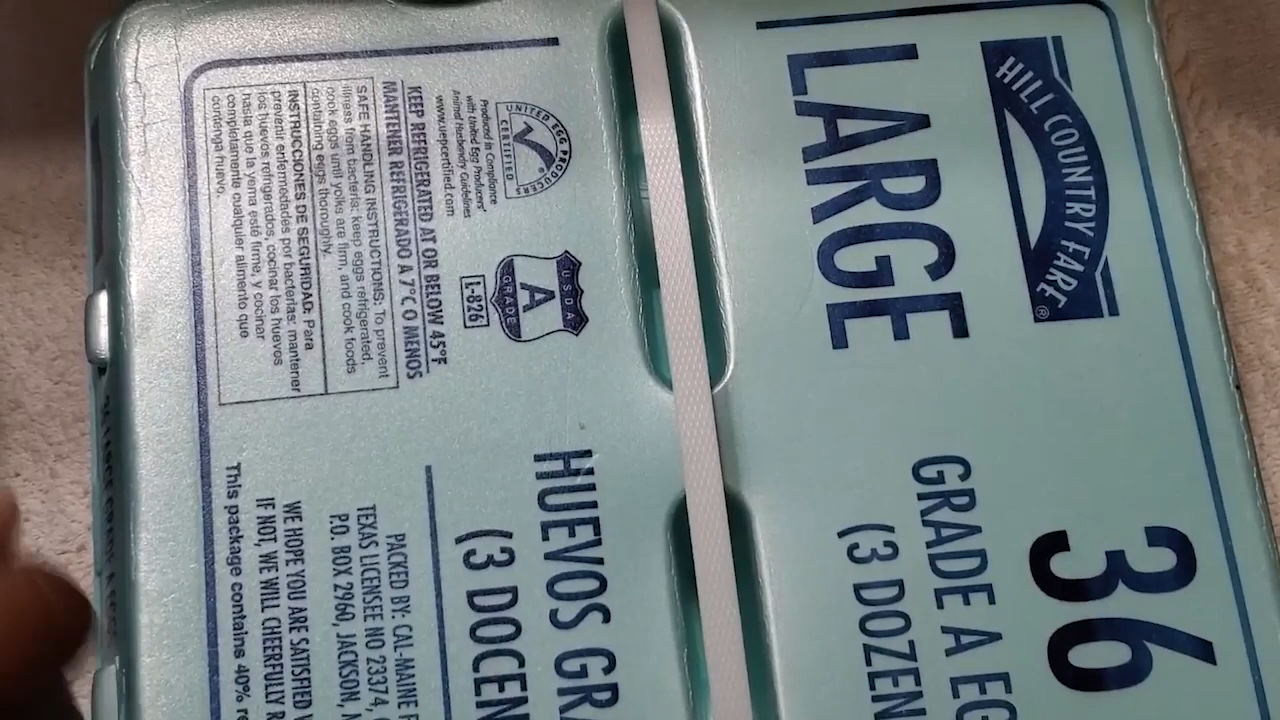 HILL COUNTRY FARE®
LARGE
36
GRADE A
(3 DOZEN
UNITED EGG PRODUCERS
CERTIFIED
Produced in Compliance
with United Egg Producers'
Animal Husbandry Guidelines
www.uepcertified.com
USDA
A
GRADE
L-826
KEEP REFRIGERATED AT OR BELOW 45°F
MANTENER REFRIGERADO A 7°C O MENOS
SAFE HANDLING INSTRUCTIONS: To prevent
illness from bacteria: keep eggs refrigerated,
cook eggs until yolks are firm, and cook foods
containing eggs thoroughly.
INSTRUCCIONES DE SEGURIDAD: Para
prevenir enfermedades por bacterias: mantener
los huevos refrigerados, cocinar los huevos
hasta que la yema esté firme, y cocinar
completamente cualquier alimento que
contenga huevo.
HUEVOS
(3 DOCEN
PACKED BY: CAL-MAINE
TEXAS LICENSEE NO 23374,
P.O. BOX 2960, JACKSON,
WE HOPE YOU ARE SATISFIED
IF NOT, WE WILL CHEERFULLY
This package contains 40%